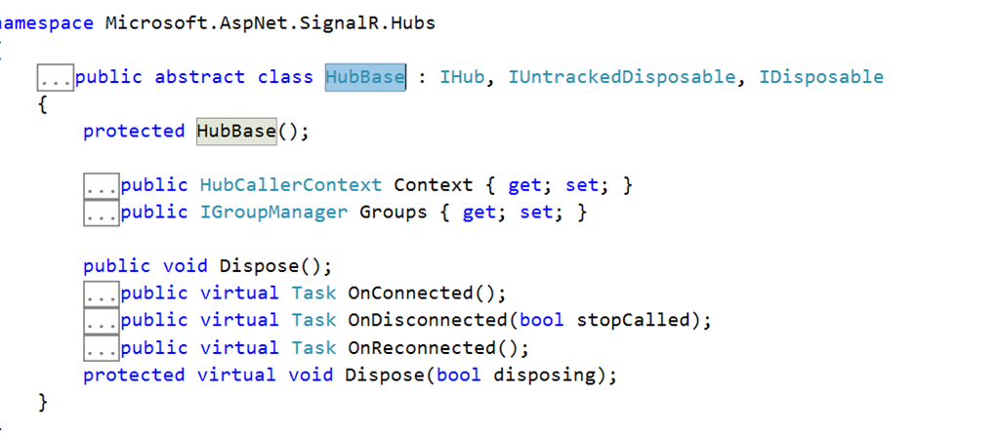 namespace Microsoft.AspNet.SignalR.Hubs
{
...public abstract class HubBase : IHub, IUntrackedDisposable, IDisposable
{
protected HubBase();
...public HubCallerContext Context { get; set; }
...public IGroupManager Groups { get; set; }
public void Dispose();
...public virtual Task OnConnected();
...public virtual Task OnDisconnected(bool stopCalled);
...public virtual Task OnReconnected();
protected virtual void Dispose(bool disposing);
}